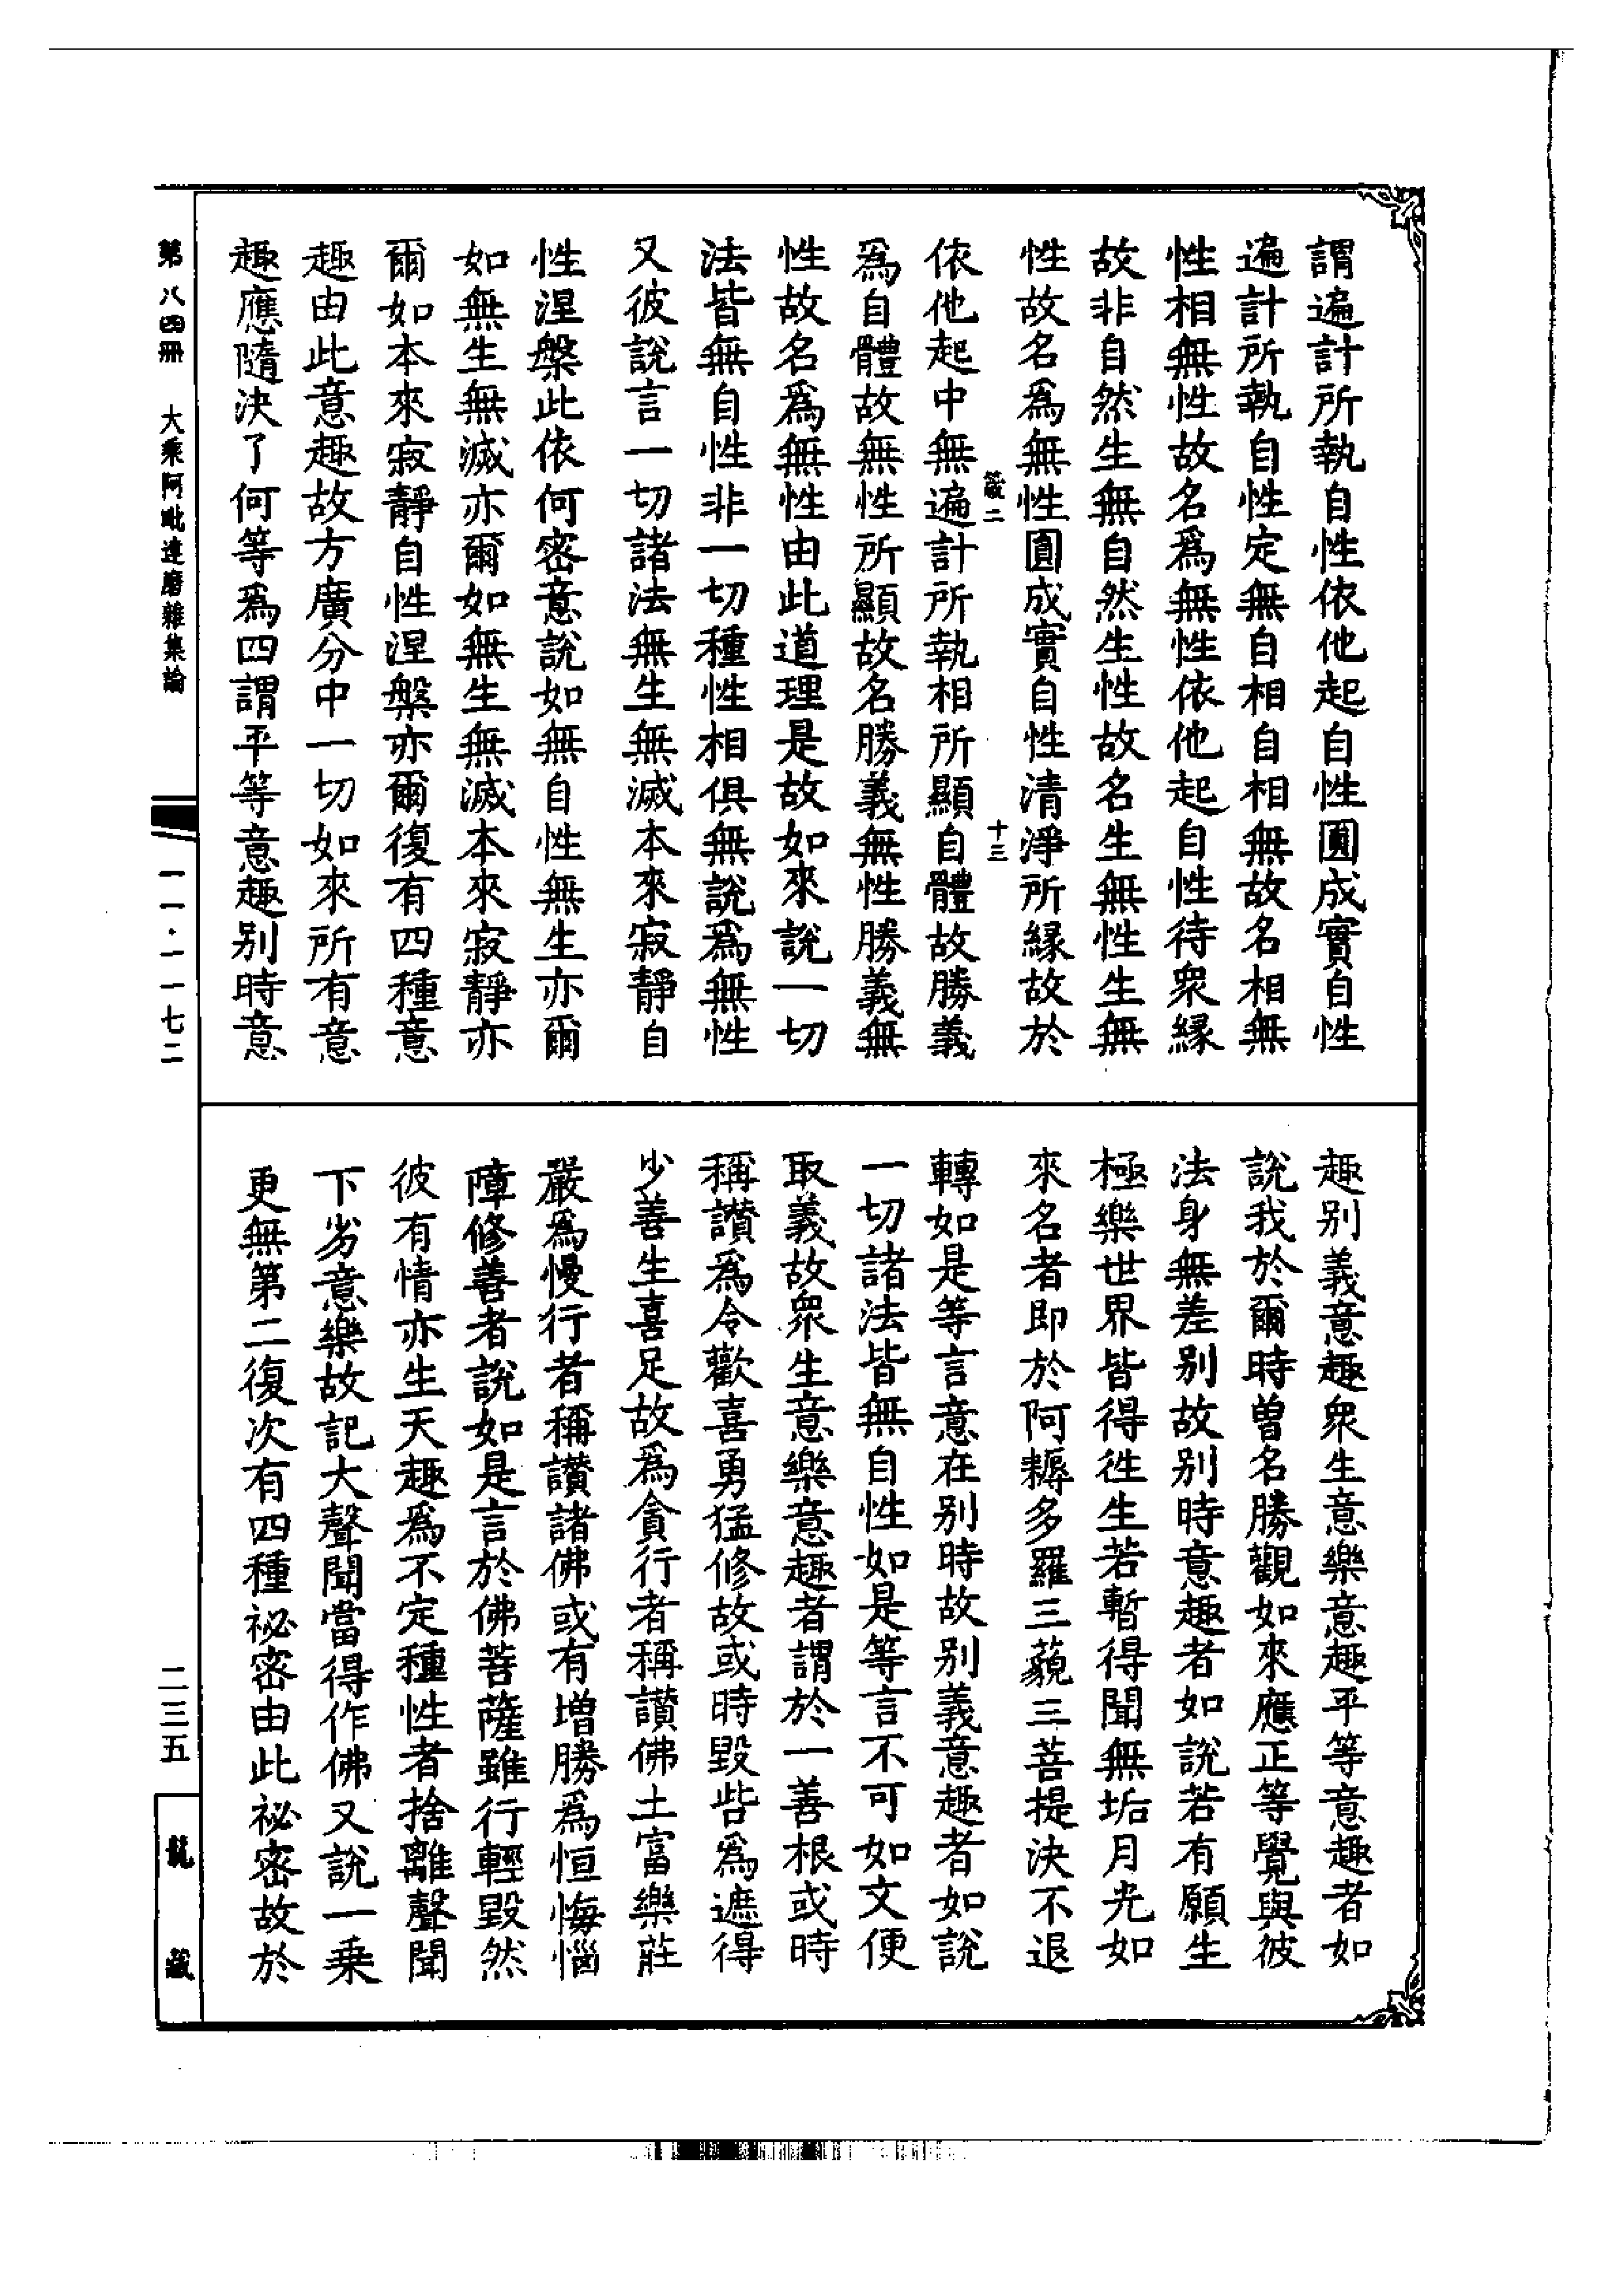 謂遍計所執自性依他起自性圓成實自性
遍計所執自性定無自相自相無故名相無
性相無性故名為無性依他起自性待衆緣
故非自然生無自然生性故名生無性生無
性故名為無性圓成實自性清淨所緣故於
箴二
十三
依他起中無遍計所執相所顯自體故勝義
為自體故無性所顯故名勝義無性勝義無
性故名為無性由此道理是故如來說一切
法皆無自性非一切種性相俱無說為無性
又彼說言一切諸法無生無滅本來寂靜自
性涅槃此依何密意說如無自性無生亦爾
如無生無滅亦爾如無生無滅本來寂靜亦
爾如本來寂靜自性涅槃亦爾復有四種意
趣由此意趣故方廣分中一切如來所有意
趣應隨決了何等為四謂平等意趣别時意
趣别義意趣衆生意樂意趣平等意趣者如
說我於爾時曾名勝觀如來應正等覺與彼
法身無差别故别時意趣者如說若有願生
極樂世界皆得徃生若暫得聞無垢月光如
來名者即於阿耨多羅三藐三菩提決不退
轉如是等言意在别時故别義意趣者如說
一切諸法皆無自性如是等言不可如文便
取義故衆生意樂意趣者謂於一善根或時
稱讃為令歡喜勇猛修故或時毀呰為遮得
少善生喜足故為貪行者稱讃佛土富樂莊
嚴為慢行者稱讃諸佛或有增勝為恒悔惱
障修善者說如是言於佛菩薩雖行輕毀然
彼有情亦生天趣為不定種性者捨離聲聞
下劣意樂故記大聲聞當得作佛又說一乗
更無第二復次有四種祕密由此祕密故於
第八四冊 大乘阿毗達磨雜集論
一一·一一七二
二三五
龍藏